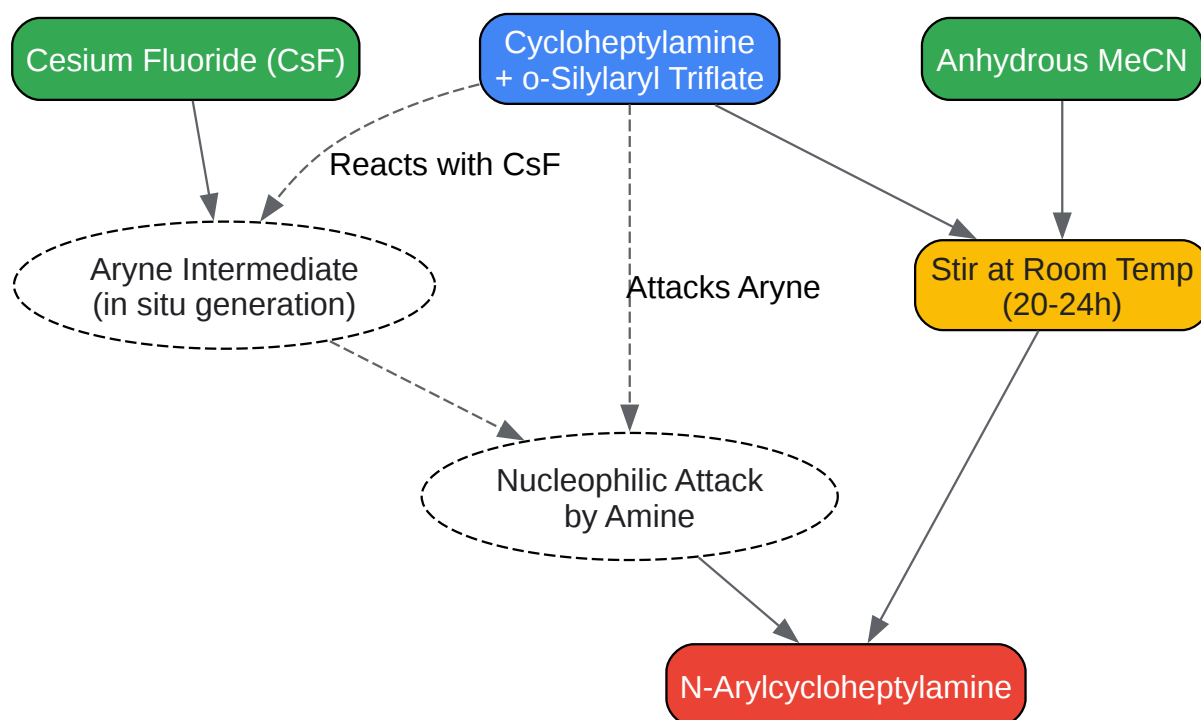 Cesium Fluoride (CsF)
Cycloheptylamine
+ o-Silylaryl Triflate
Anhydrous MeCN
Reacts with CsF
Aryne Intermediate
(in situ generation)
Attacks Aryne
Stir at Room Temp
(20-24h)
Nucleophilic Attack
by Amine
N-Arylcycloheptylamine